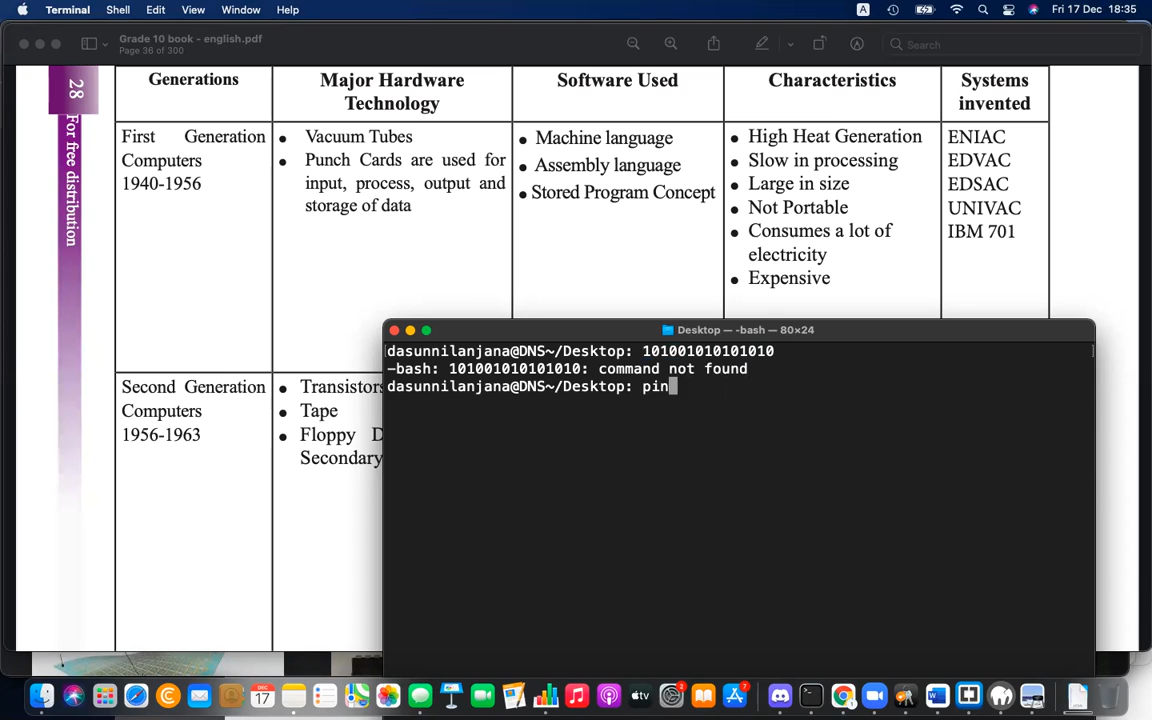 Terminal Shell Edit View Window Help A Fri 17 Dec 18:35
Grade 10 book - english.pdf
Page 36 of 300
Search
28
For free distribution
Generations
Major Hardware
Technology
Software Used
Characteristics
Systems
invented
First Generation
Computers
1940-1956
• Vacuum Tubes
• Punch Cards are used for
input, process, output and
storage of data
• Machine language
• Assembly language
• Stored Program Concept
• High Heat Generation
• Slow in processing
• Large in size
• Not Portable
• Consumes a lot of
electricity
• Expensive
ENIAC
EDVAC
EDSAC
UNIVAC
IBM 701
Second Generation
Computers
1956-1963
• Transistors
• Tape
• Floppy D
Secondary
Desktop — -bash — 80×24
dasunnilanjana@DNS~/Desktop: 101001010101010
-bash: 101001010101010: command not found
dasunnilanjana@DNS~/Desktop: pin
DEC
17
tv